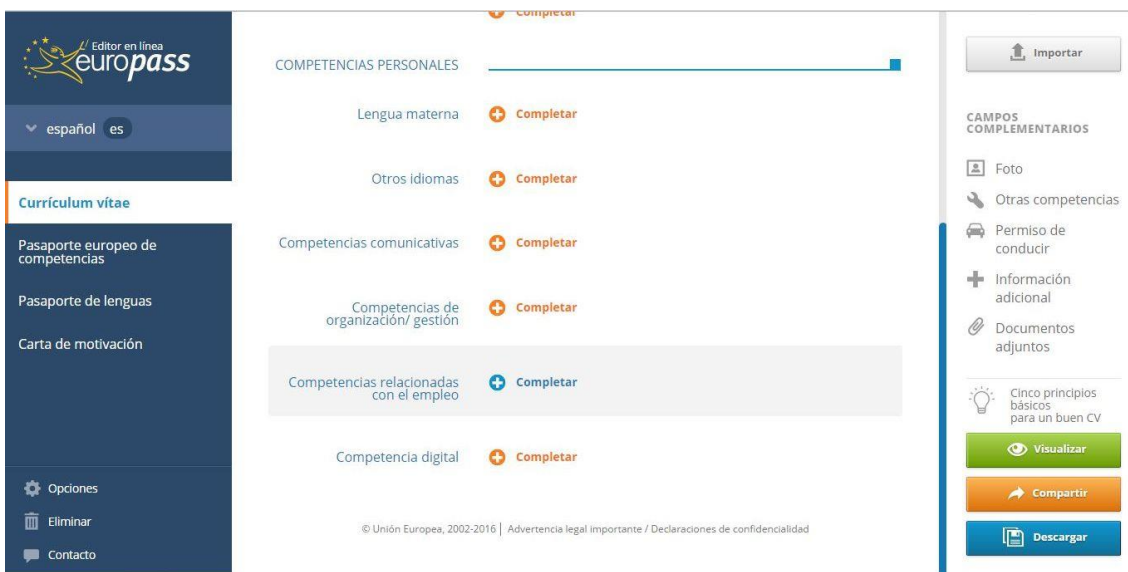 Editor en línea
europass
español es
Currículum vítae
Pasaporte europeo de
competencias
Pasaporte de lenguas
Carta de motivación
Opciones
Eliminar
Contacto
Completar
COMPETENCIAS PERSONALES
Lengua materna Completar
Otros idiomas Completar
Competencias comunicativas Completar
Competencias de
organización/ gestión Completar
Competencias relacionadas
con el empleo Completar
Competencia digital Completar
© Unión Europea, 2002-2016 | Advertencia legal importante / Declaraciones de confidencialidad
Importar
CAMPOS
COMPLEMENTARIOS
Foto
Otras competencias
Permiso de
conducir
Información
adicional
Documentos
adjuntos
Cinco principios
básicos
para un buen CV
Visualizar
Compartir
Descargar